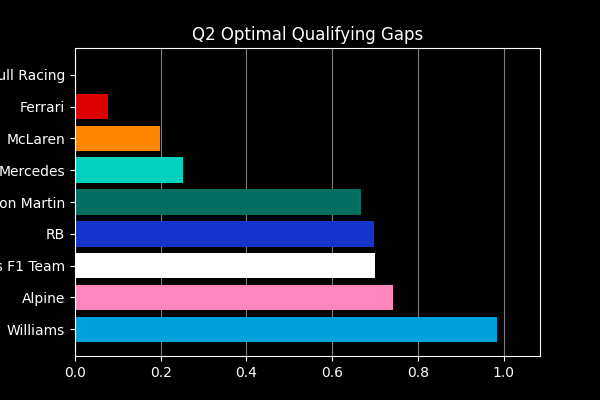 Q2 Optimal Qualifying Gaps
ull Racing
Ferrari
McLaren
Mercedes
on Martin
RB
s F1 Team
Alpine
Williams
0.0 0.2 0.4 0.6 0.8 1.0